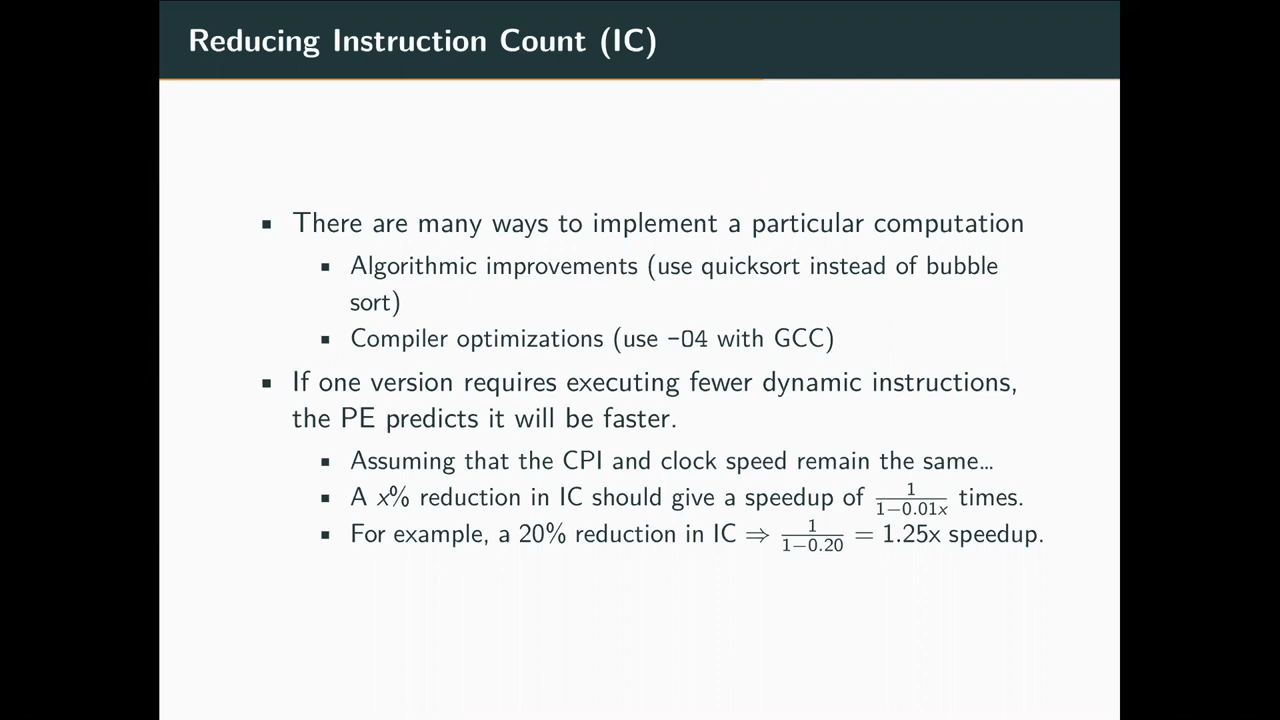 Reducing Instruction Count (IC)
▪ There are many ways to implement a particular computation
▪ Algorithmic improvements (use quicksort instead of bubble
sort)
▪ Compiler optimizations (use -O4 with GCC)
▪ If one version requires executing fewer dynamic instructions,
the PE predicts it will be faster.
▪ Assuming that the CPI and clock speed remain the same…
▪ A x% reduction in IC should give a speedup of 1/(1−0.01x) times.
▪ For example, a 20% reduction in IC ⇒ 1/(1−0.20) = 1.25x speedup.